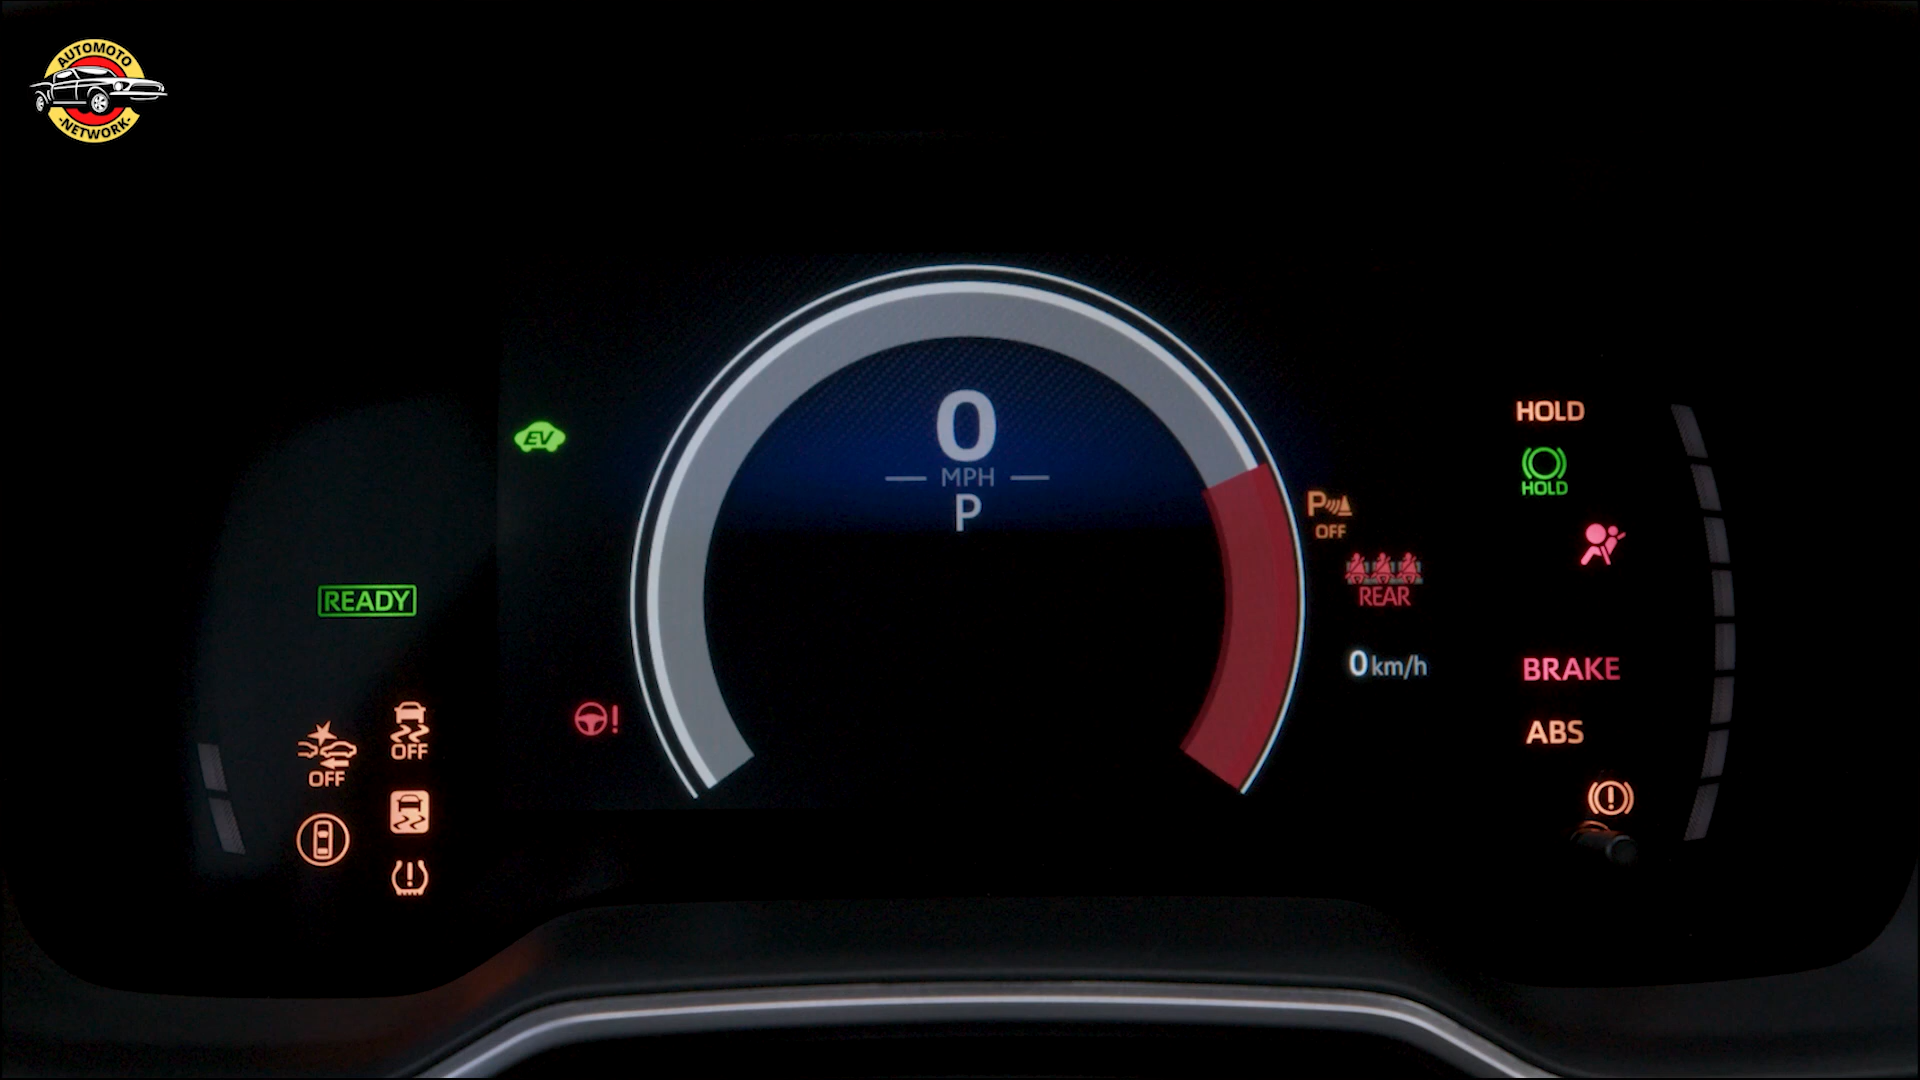 AUTOMOTO
-NETWORK-
EV
0
MPH
P
HOLD
HOLD
P
OFF
REAR
READY
0 km/h
BRAKE
OFF
ABS
OFF